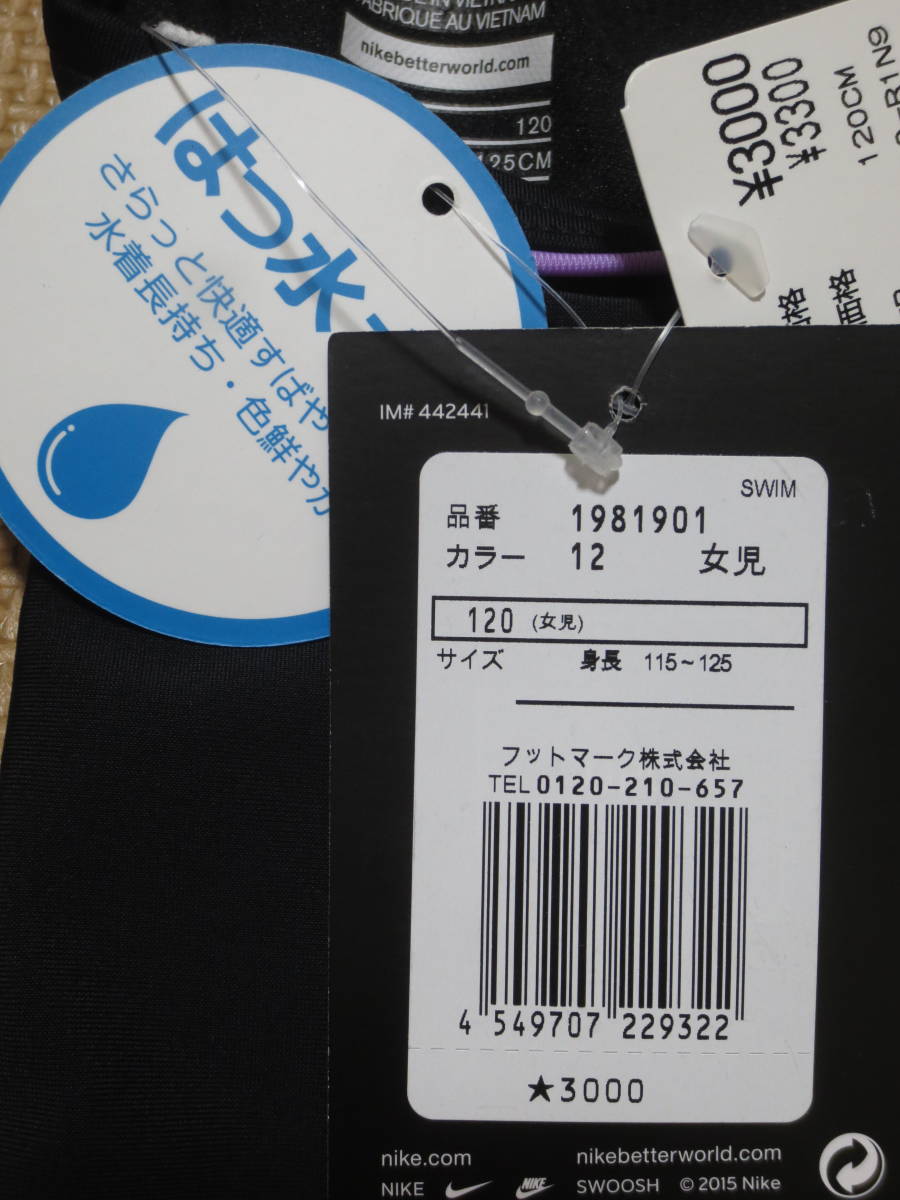 FABRIQUE AU VIETNAM
nikebetterworld.com
120
125CM
はっ水
さらっと快適すばや
水着長持ち・色鮮やか
¥3000
¥3300
120CM
価格
IM# 442441
SWIM
品番 1981901
カラー 12 女児
120 (女児)
サイズ 身長 115~125
フットマーク株式会社
TEL 0120-210-657
4 549707 229322
★3000
nike.com nikebetterworld.com
NIKE SWOOSH © 2015 Nike